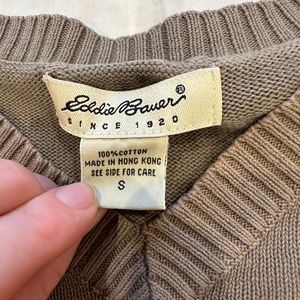 Eddie Bauer®
SINCE 1920
100% COTTON
MADE IN HONG KONG
SEE SIDE FOR CARE
S